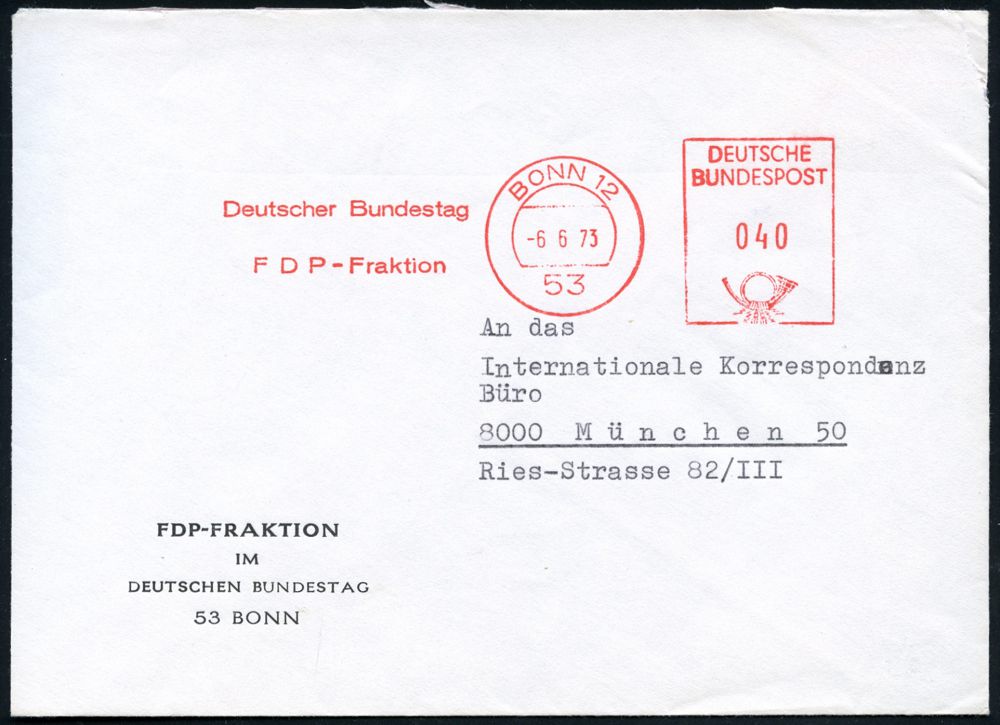 Deutscher Bundestag
F D P - Fraktion
BONN 12
-6 6 73
53
DEUTSCHE
BUNDESPOST
040
An das
Internationale Korrespondenz
Büro
8000 M ü n c h e n 50
Ries-Strasse 82/III
FDP-FRAKTION
IM
DEUTSCHEN BUNDESTAG
53 BONN